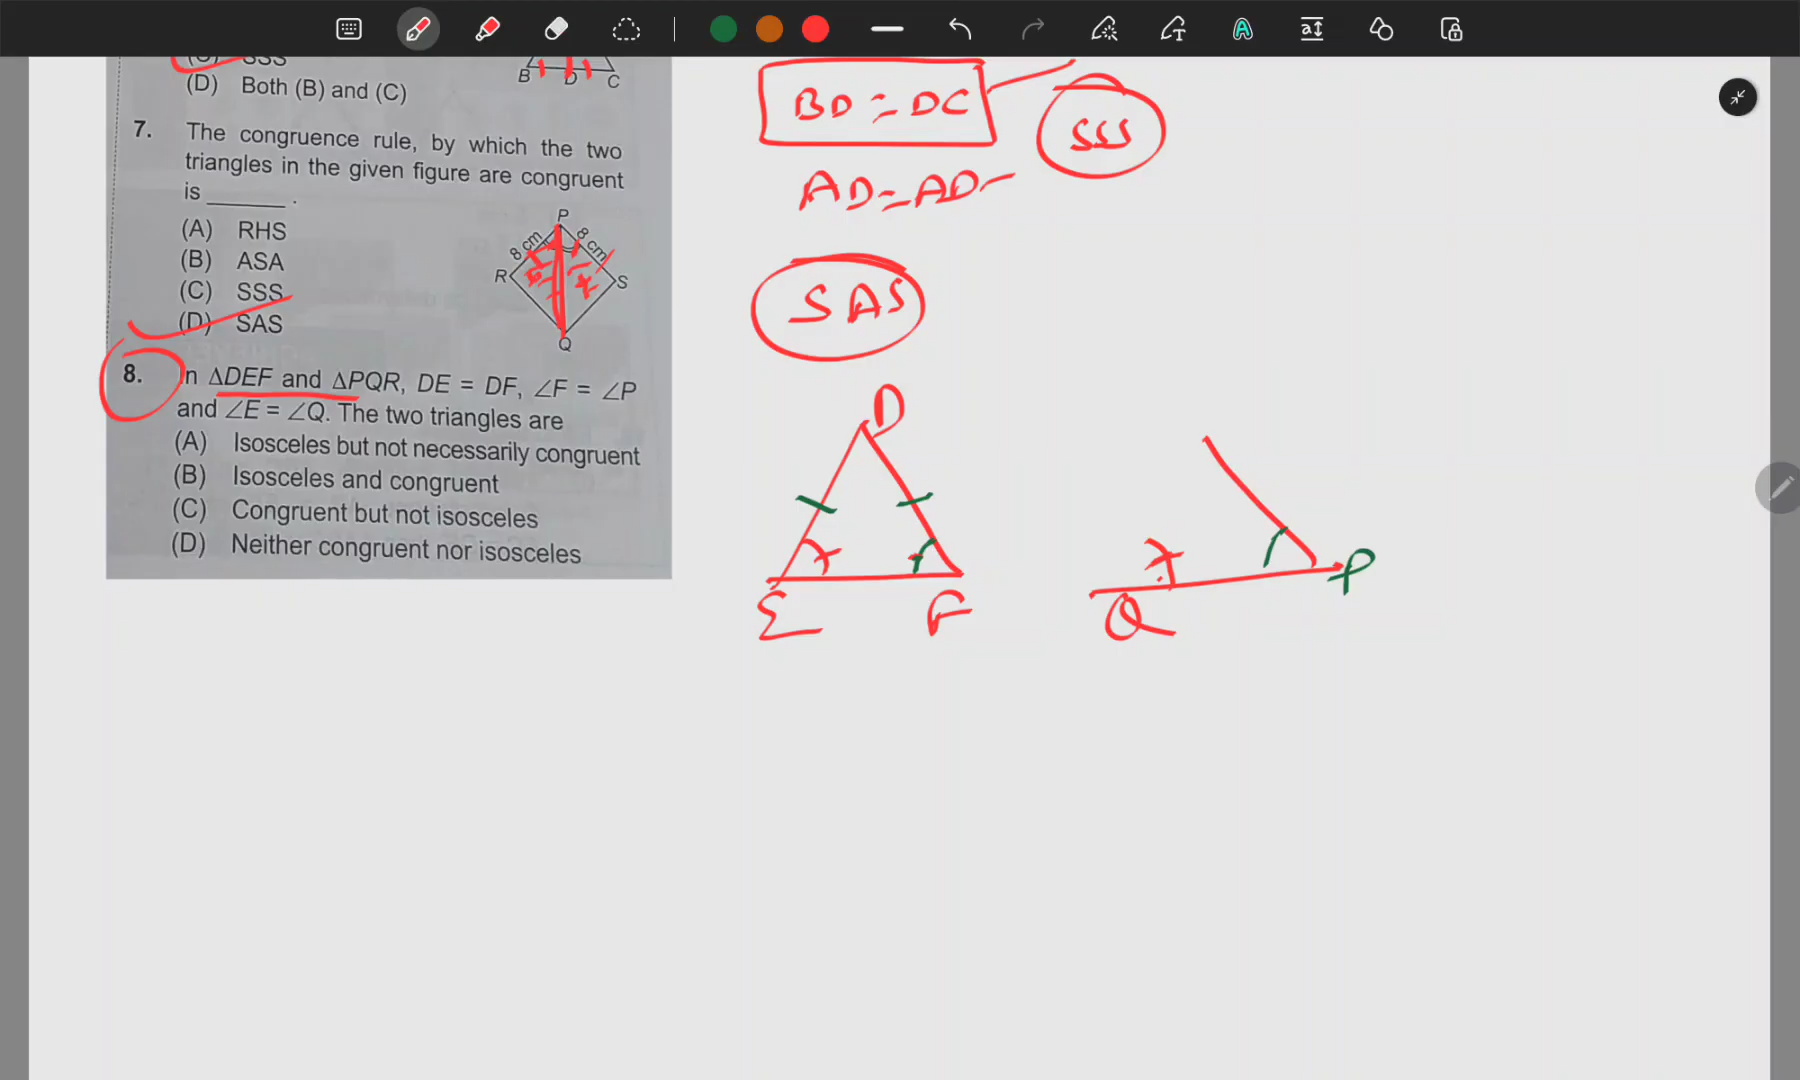 (C) SSS
(D) Both (B) and (C)
B D C
7. The congruence rule, by which the two
triangles in the given figure are congruent
is ______ .
(A) RHS
(B) ASA
(C) SSS
(D) SAS
P
8 cm 8 cm
R S
Q
8. In ΔDEF and ΔPQR, DE = DF, ∠F = ∠P
and ∠E = ∠Q. The two triangles are
(A) Isosceles but not necessarily congruent
(B) Isosceles and congruent
(C) Congruent but not isosceles
(D) Neither congruent nor isosceles
BD = DC
SSS
AD = AD
SAS
D
E F
Q P